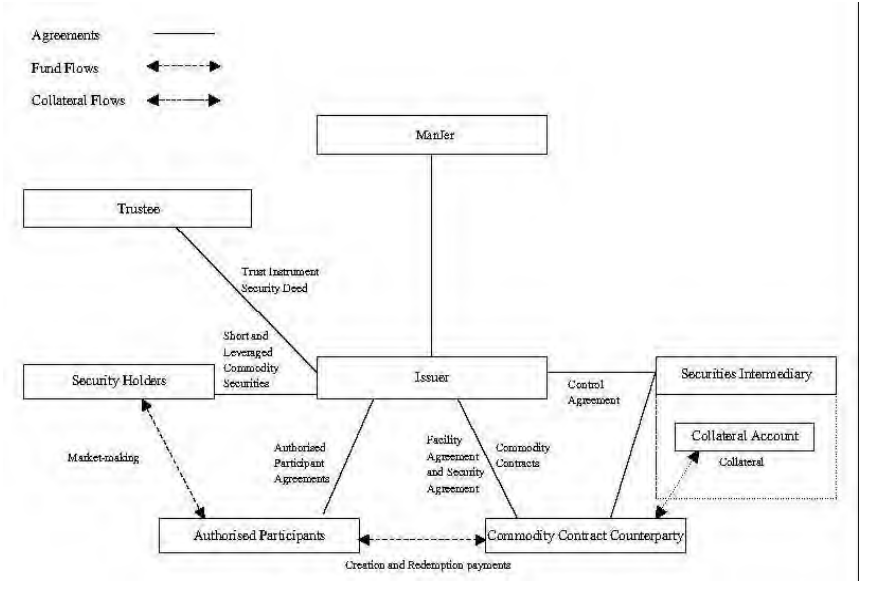 Agreements
Fund Flows
Collateral Flows
ManJer
Trustee
Trust Instrument
Security Deed
Short and
Leveraged
Commodity
Securities
Security Holders
Issuer
Securities Intermediary
Control
Agreement
Collateral Account
Collateral
Market-making
Authorised
Participant
Agreements
Facility
Agreement
and Security
Agreement
Commodity
Contracts
Authorised Participants
Commodity Contract Counterparty
Creation and Redemption payments